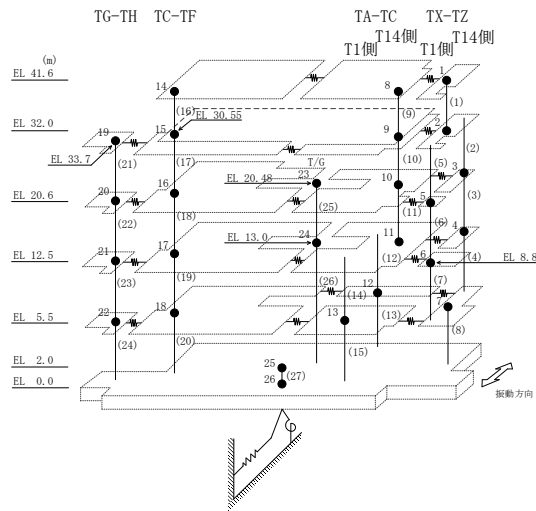 TG-TH TC-TF TA-TC TX-TZ
T1側 T14側 T1側 T14側
(m)
EL 41.6
14 8 1
(16) EL 30.55 (9) (1)
EL 32.0
19 15 9 2
EL 33.7 (21) (17) (10) (2)
T/G
EL 20.6
20 16 EL 20.48 23 10 (5) 3
(22) (18) (25) (11) 5 (3)
EL 12.5
21 17 EL 13.0 24 11 (6) 4
(23) (19) (12) 6 (4) EL 8.8
(26) (14) 12 (7)
EL 5.5
22 18 13 (13) 7
(24) (20) (15) (8)
EL 2.0
25
EL 0.0
26 (27)
振動方向